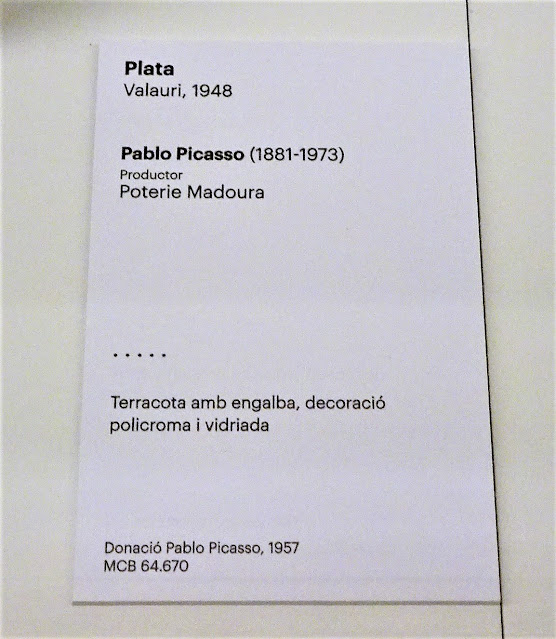 Plata
Valauri, 1948
Pablo Picasso (1881-1973)
Productor
Poterie Madoura
.....
Terracota amb engalba, decoració
policroma i vidriada
Donació Pablo Picasso, 1957
MCB 64.670